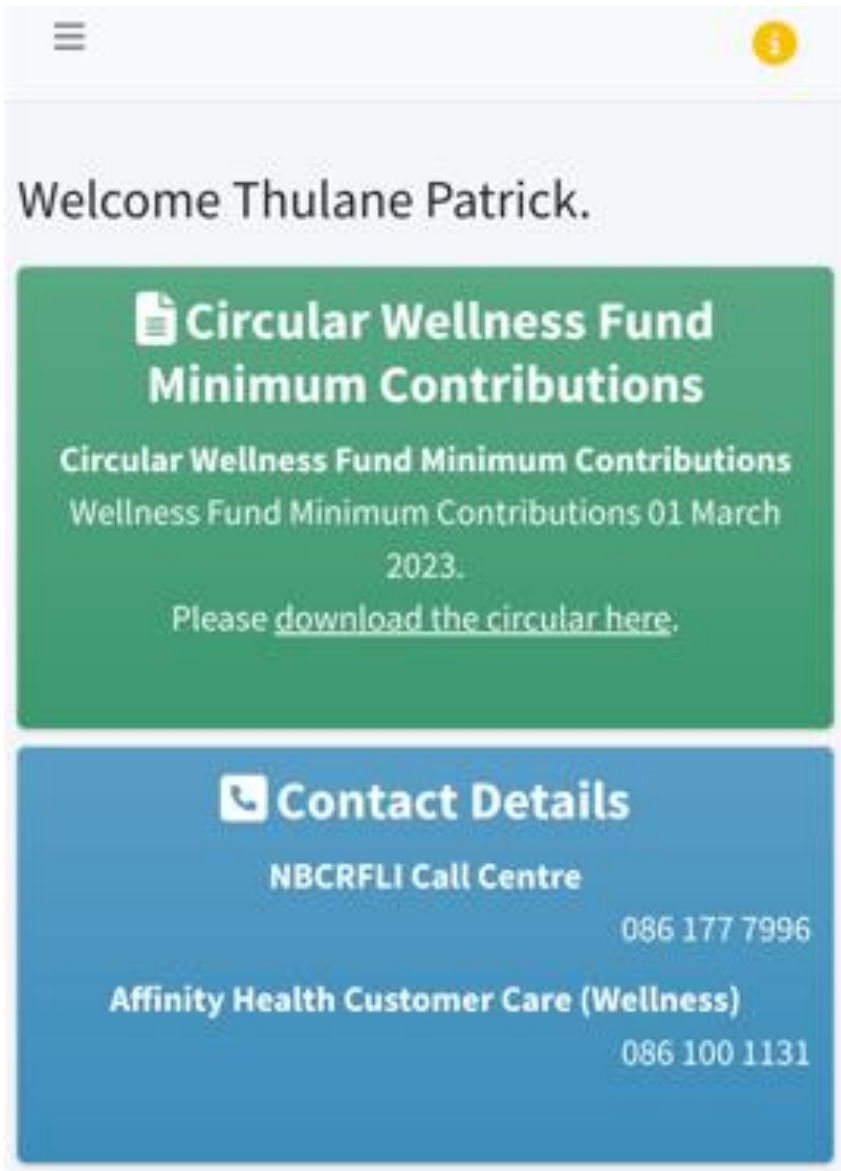 Welcome Thulane Patrick.
Circular Wellness Fund
Minimum Contributions
Circular Wellness Fund Minimum Contributions
Wellness Fund Minimum Contributions 01 March
2023.
Please download the circular here.
Contact Details
NBCRFLI Call Centre
086 177 7996
Affinity Health Customer Care (Wellness)
086 100 1131